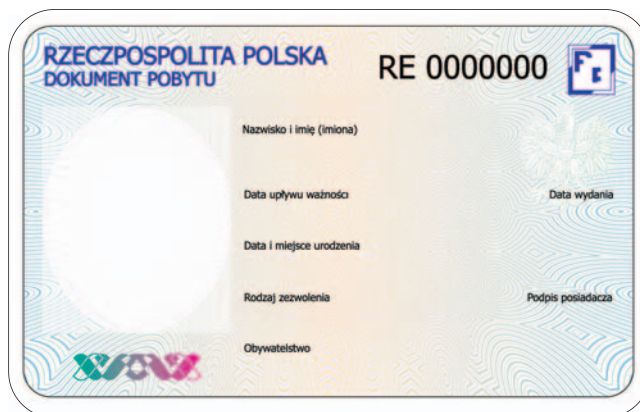 RZECZPOSPOLITA POLSKA
DOKUMENT POBYTU
RE 0000000
F E
Nazwisko i imię (imiona)
Data upływu ważności
Data wydania
Data i miejsce urodzenia
Rodzaj zezwolenia
Podpis posiadacza
Obywatelstwo